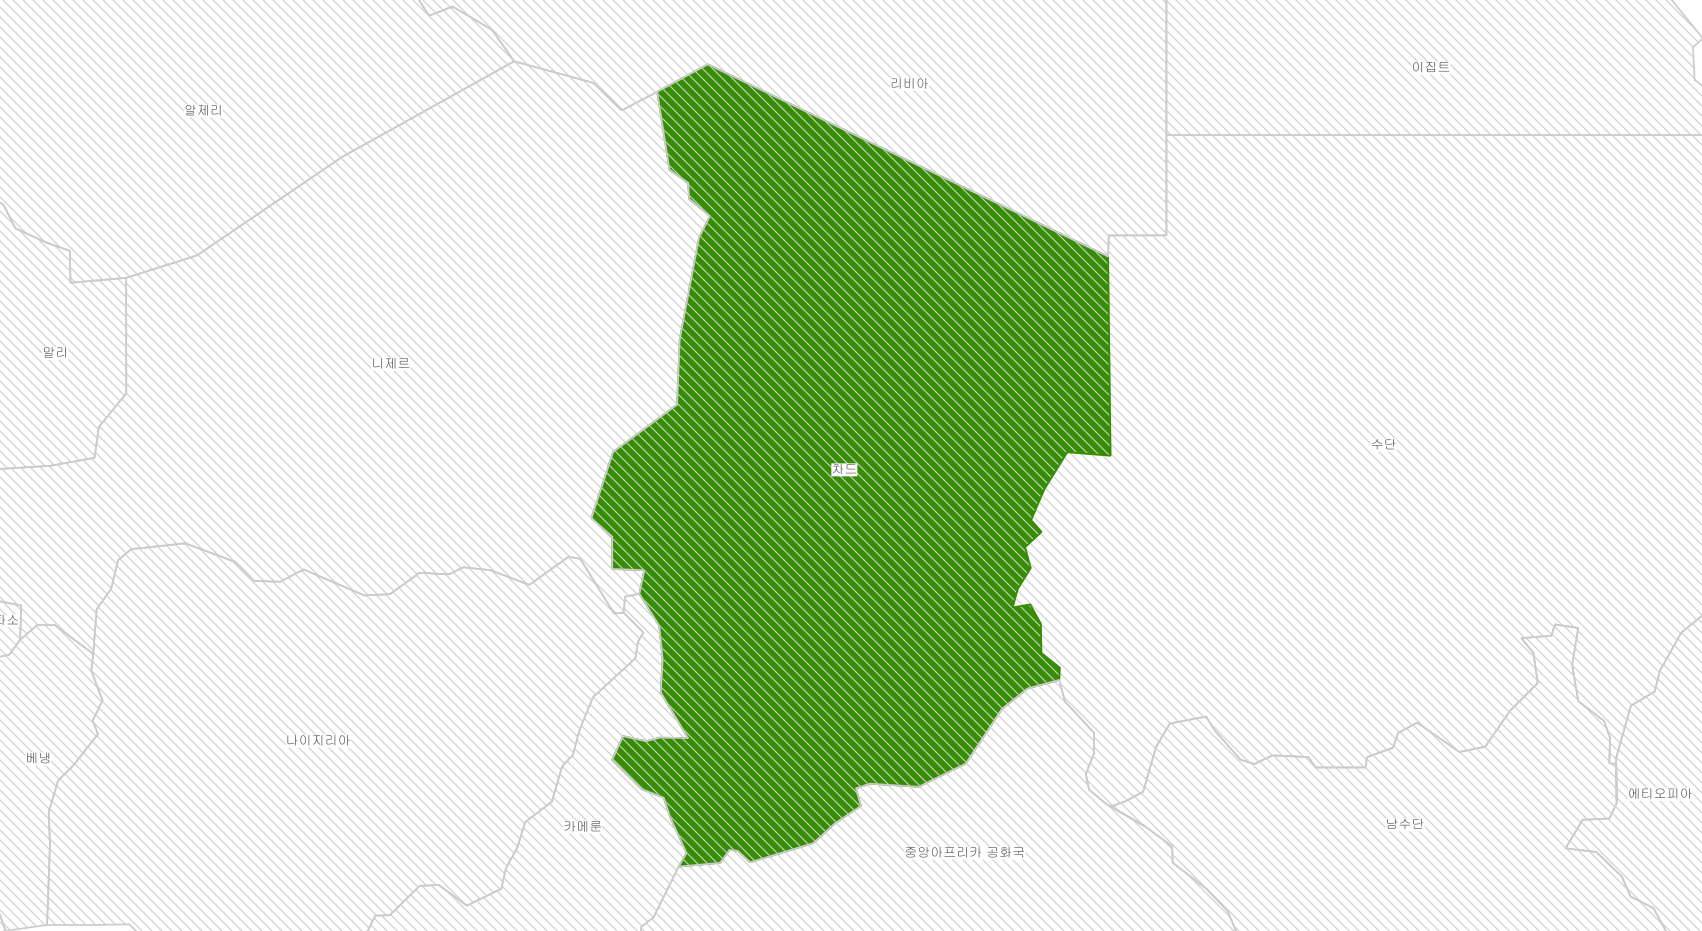 이집트
리비아
알제리
말리
니제르
수단
차드
나이지리아
베냉
에티오피아
카메룬
남수단
중앙아프리카 공화국